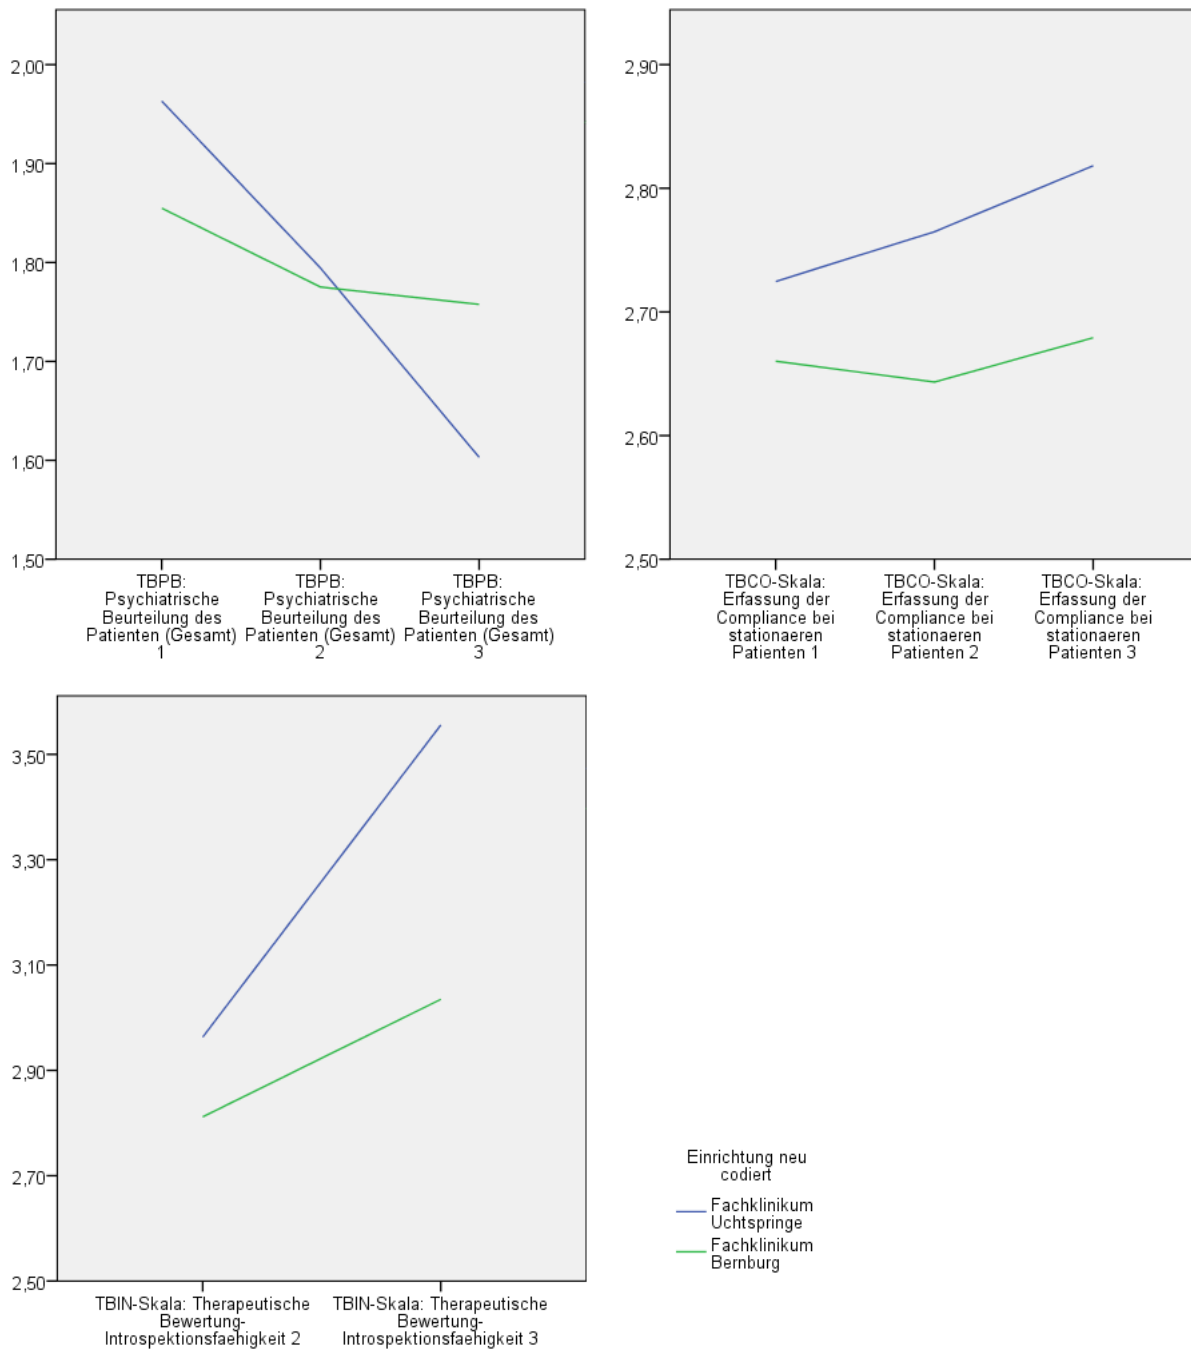 2,00
1,90
1,80
1,70
1,60
1,50
TBPB:
Psychiatrische
Beurteilung des
Patienten (Gesamt)
1
TBPB:
Psychiatrische
Beurteilung des
Patienten (Gesamt)
2
TBPB:
Psychiatrische
Beurteilung des
Patienten (Gesamt)
3
2,90
2,80
2,70
2,60
2,50
TBCO-Skala:
Erfassung der
Compliance bei
stationaeren
Patienten 1
TBCO-Skala:
Erfassung der
Compliance bei
stationaeren
Patienten 2
TBCO-Skala:
Erfassung der
Compliance bei
stationaeren
Patienten 3
3,50
3,30
3,10
2,90
2,70
2,50
TBIN-Skala: Therapeutische
Bewertung-
Introspektionsfaehigkeit 2
TBIN-Skala: Therapeutische
Bewertung-
Introspektionsfaehigkeit 3
Einrichtung neu
codiert
Fachklinikum
Uchtspringe
Fachklinikum
Bernburg